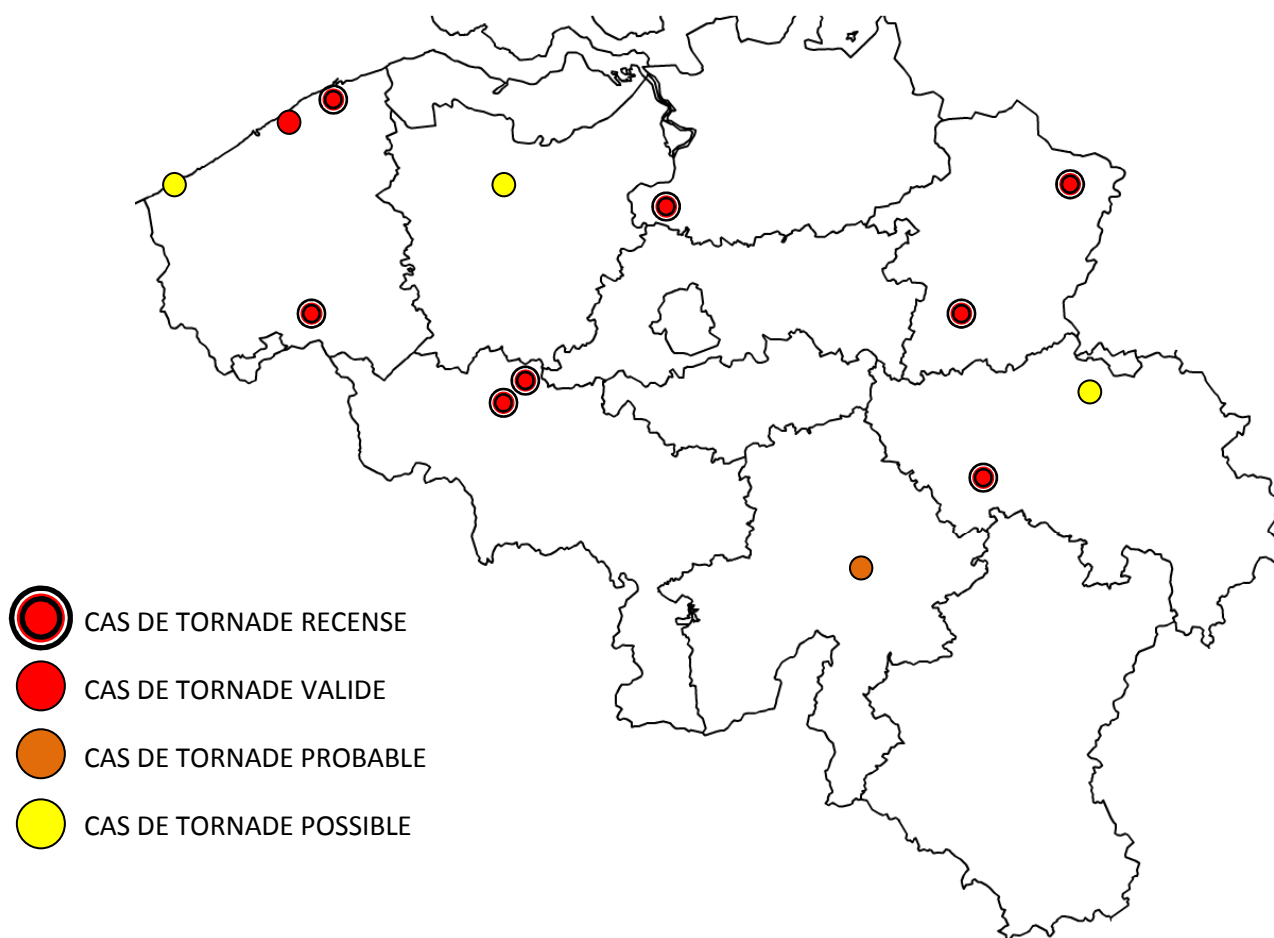 CAS DE TORNADE RECENSE
CAS DE TORNADE VALIDE
CAS DE TORNADE PROBABLE
CAS DE TORNADE POSSIBLE